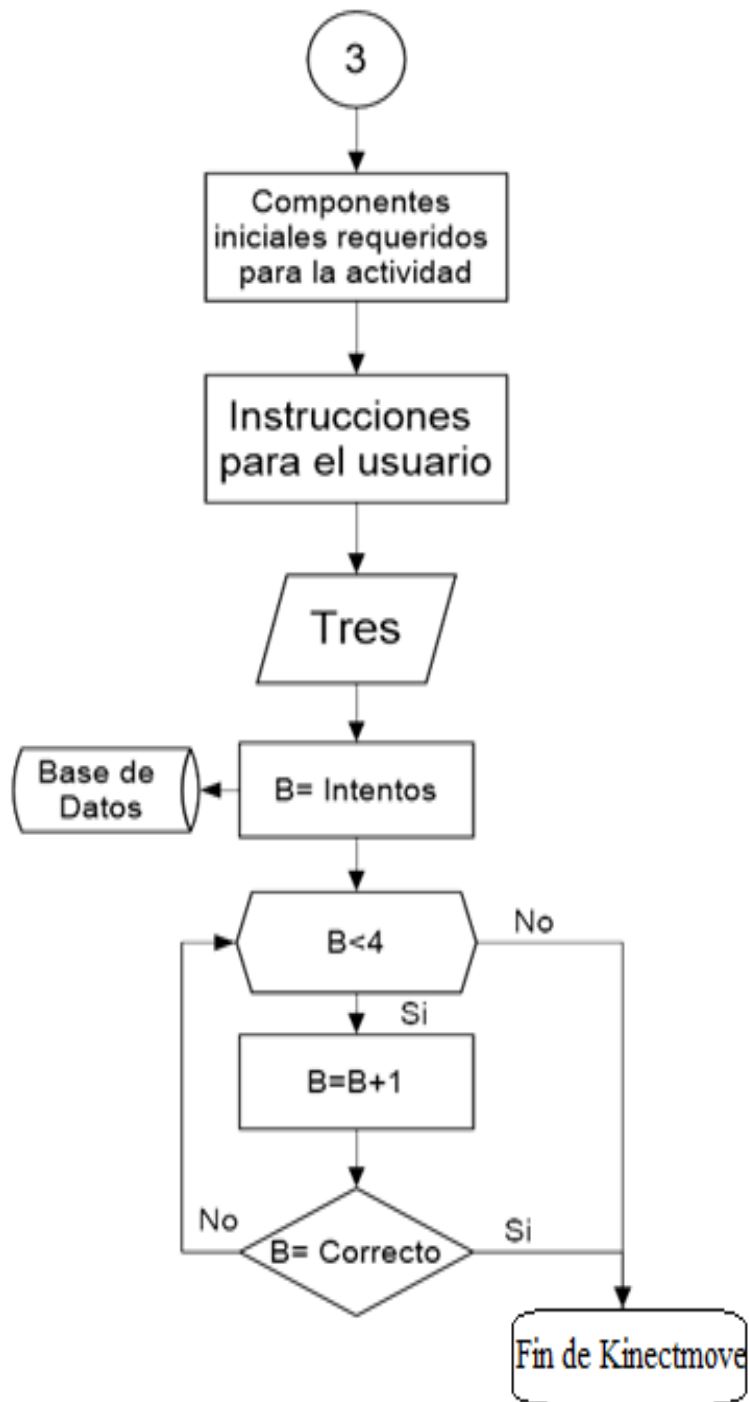 3
Componentes
iniciales requeridos
para la actividad
Instrucciones
para el usuario
Tres
Base de
Datos
B= Intentos
B<4
No
Si
B=B+1
No
B= Correcto
Si
Fin de Kinectmove